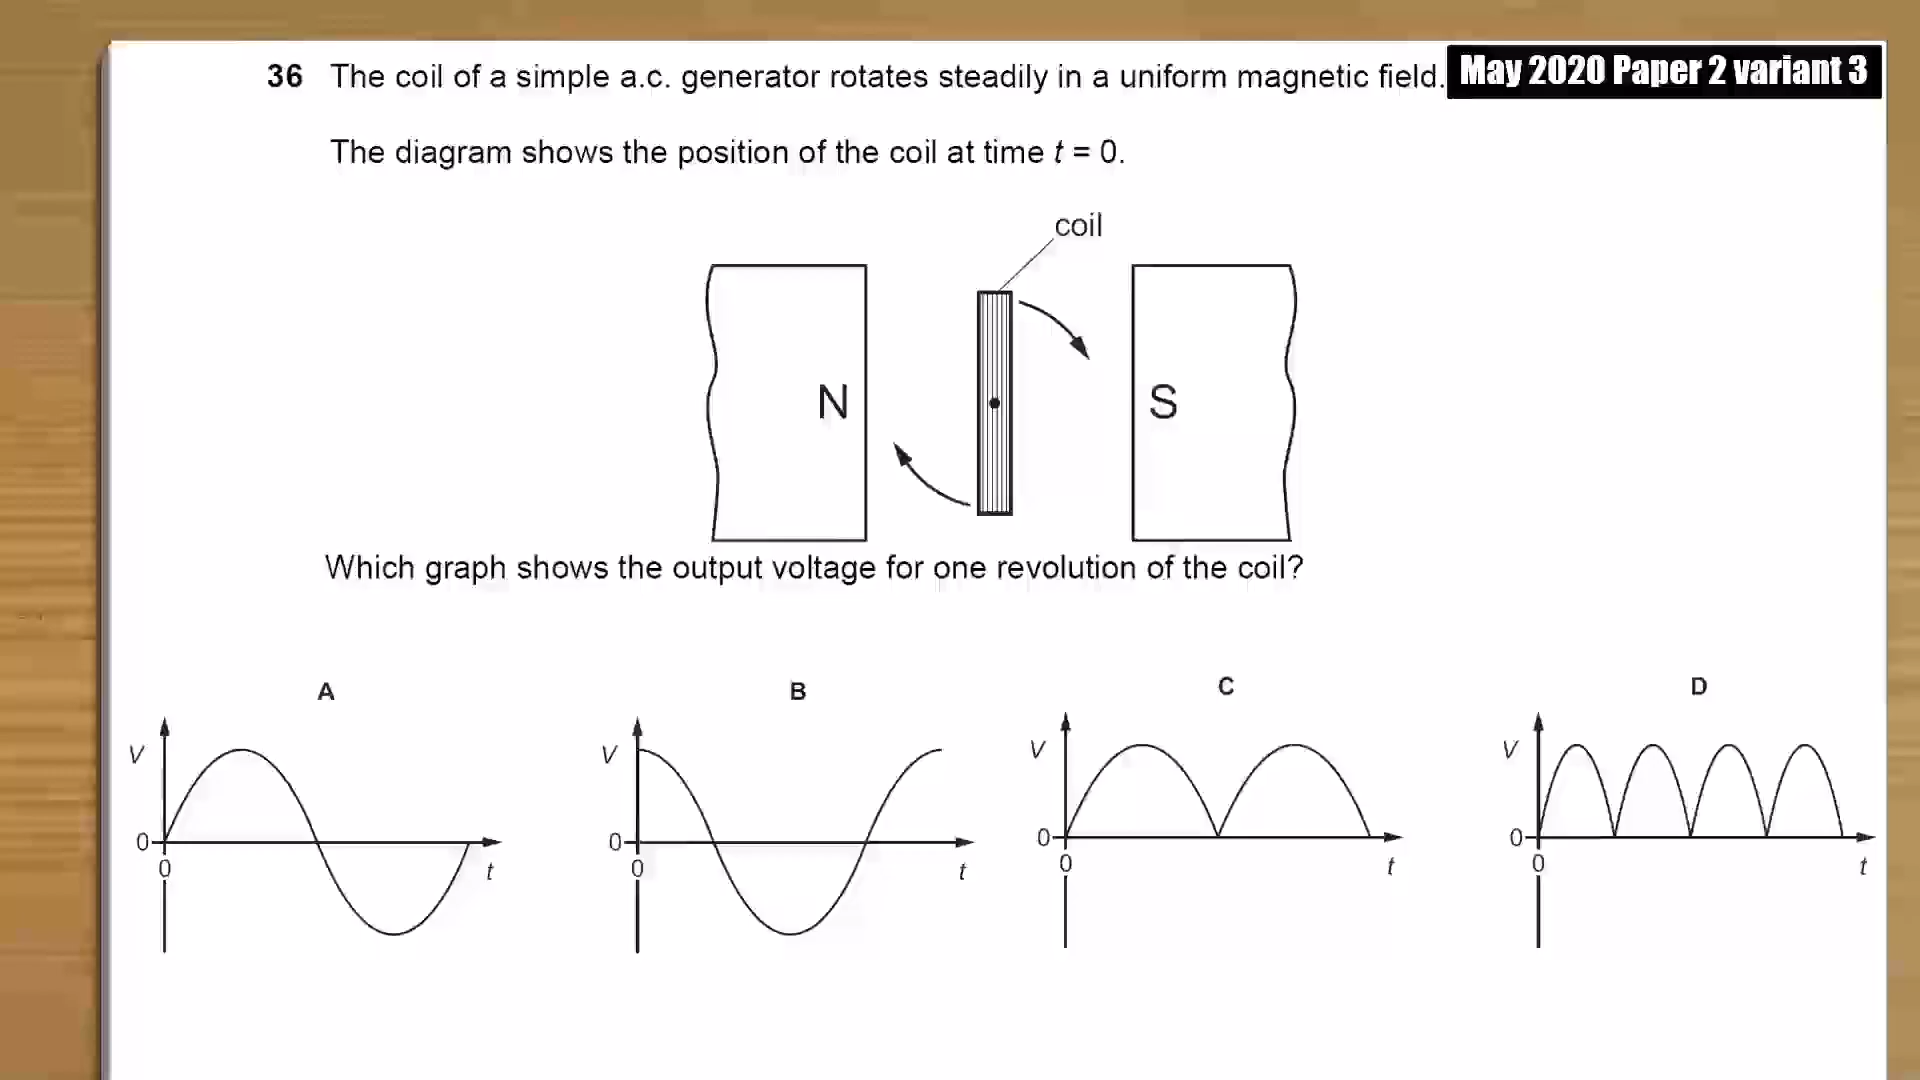 36 The coil of a simple a.c. generator rotates steadily in a uniform magnetic field.
May 2020 Paper 2 variant 3
The diagram shows the position of the coil at time t = 0.
coil
N
S
Which graph shows the output voltage for one revolution of the coil?
A
B
C
D
V
V
V
V
0
0
0
0
0
0
0
0
t
t
t
t